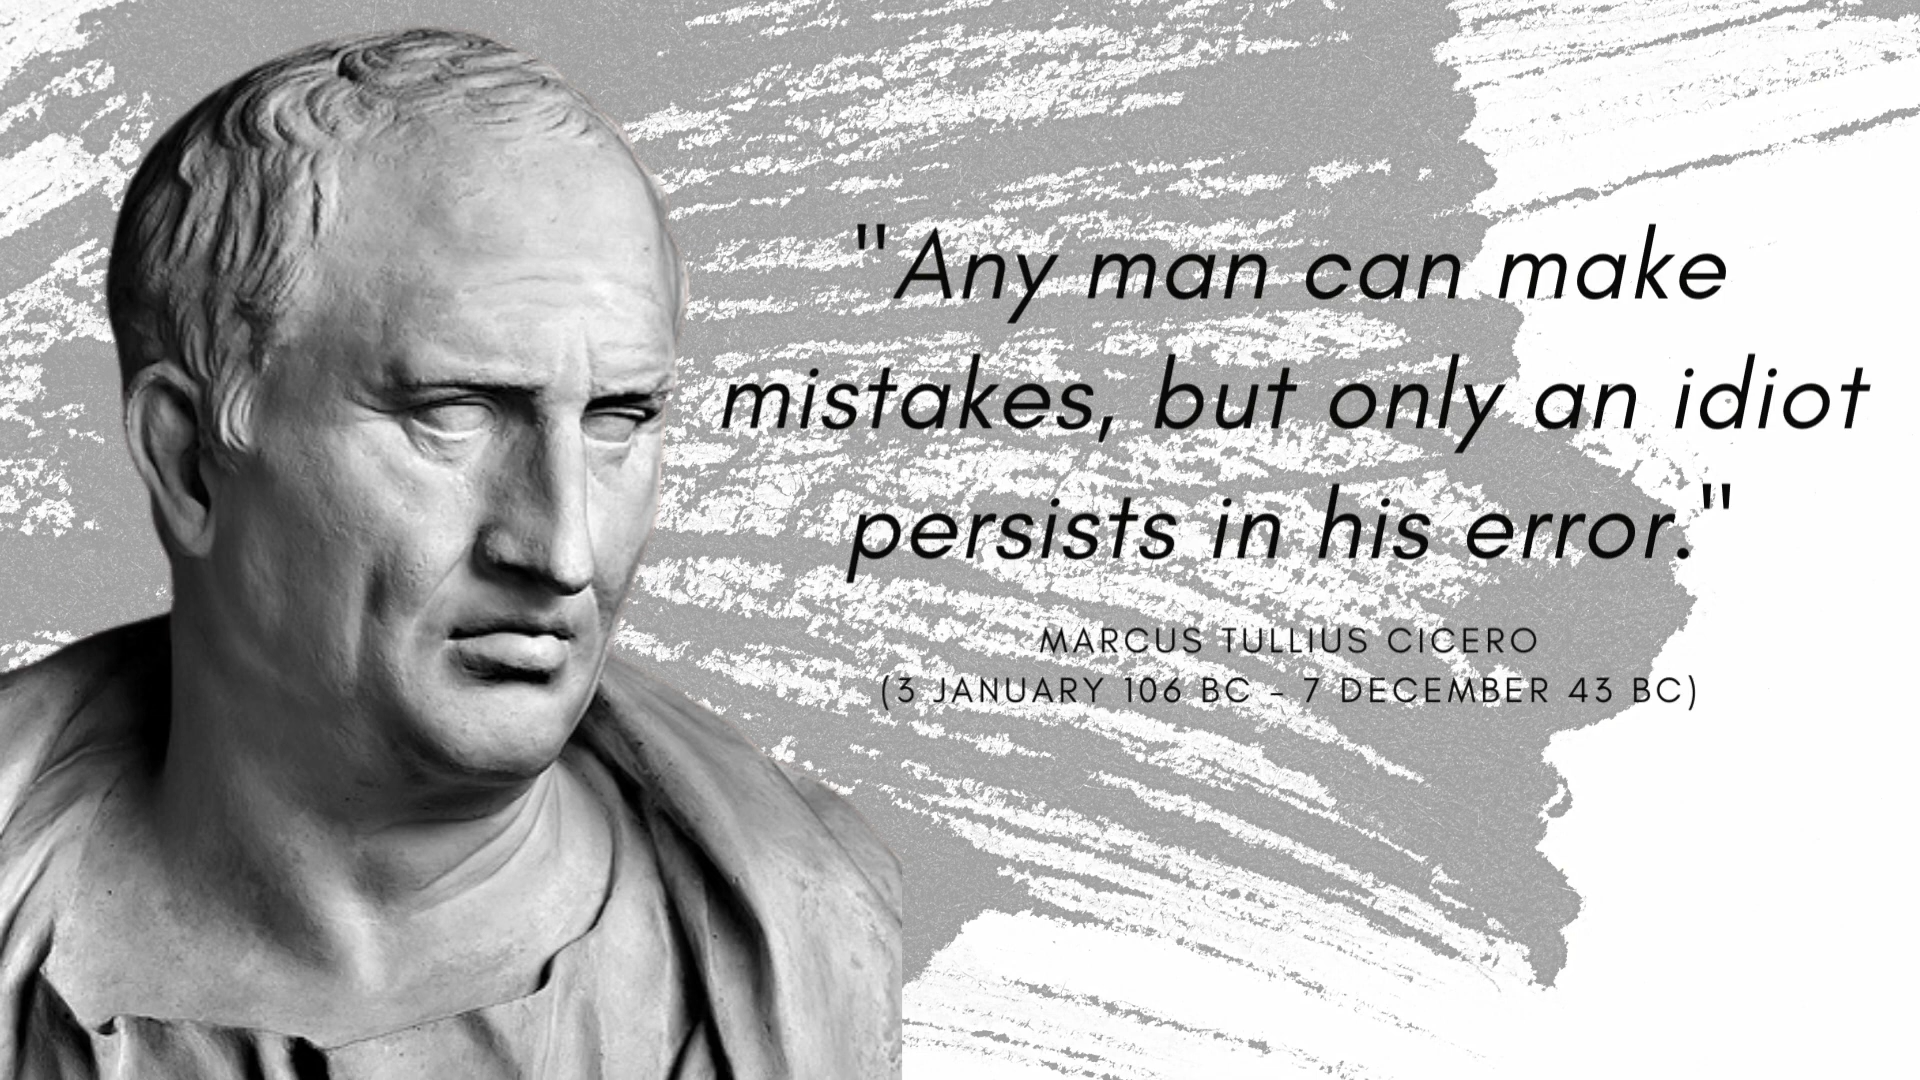 "Any man can make
mistakes, but only an idiot
persists in his error."
MARCUS TULLIUS CICERO
(3 JANUARY 106 BC - 7 DECEMBER 43 BC)